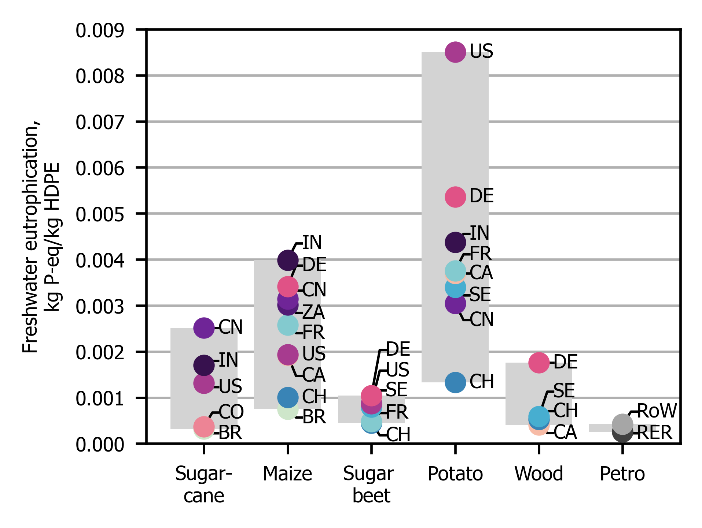 Freshwater eutrophication,
kg P-eq/kg HDPE
0.009
0.008
0.007
0.006
0.005
0.004
0.003
0.002
0.001
0.000
CN
IN
US
CO
BR
IN
DE
CN
ZA
FR
US
CA
CH
BR
DE
US
SE
FR
CH
US
DE
IN
FR
CA
SE
CN
CH
DE
SE
CH
CA
RoW
RER
Sugar-
cane
Maize
Sugar
beet
Potato
Wood
Petro